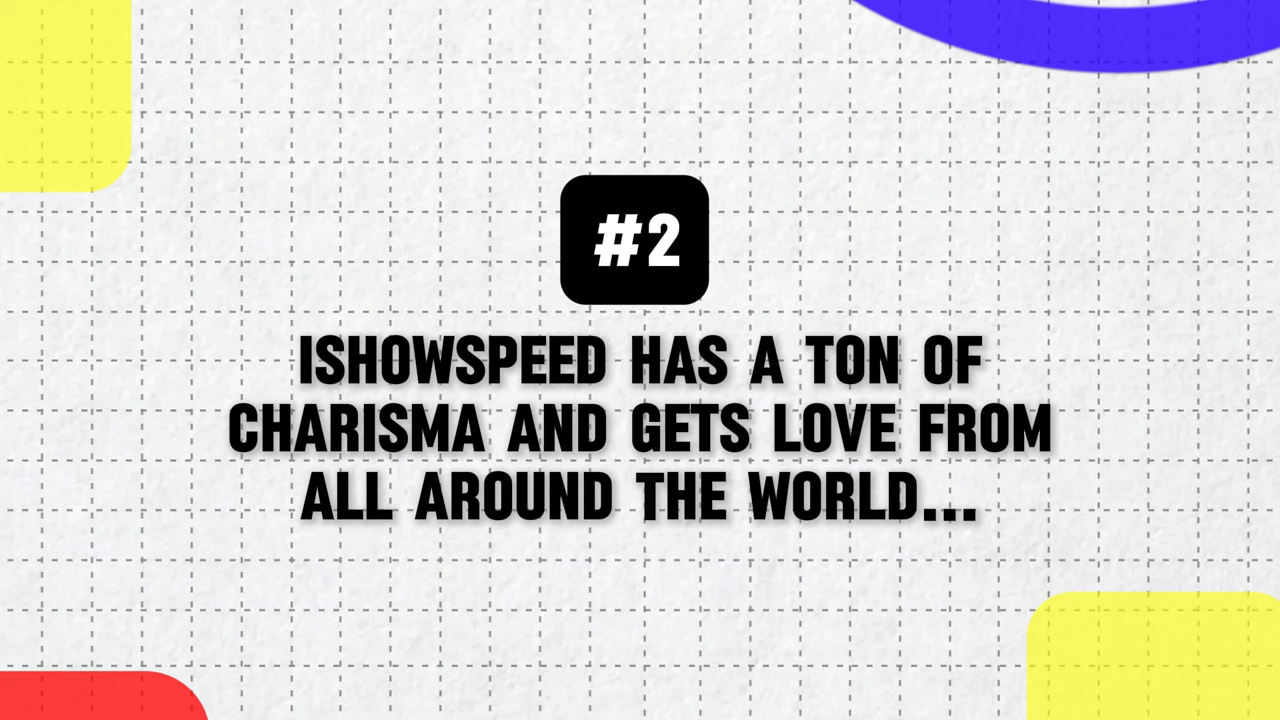 #2
ISHOWSPEED HAS A TON OF
CHARISMA AND GETS LOVE FROM
ALL AROUND THE WORLD...